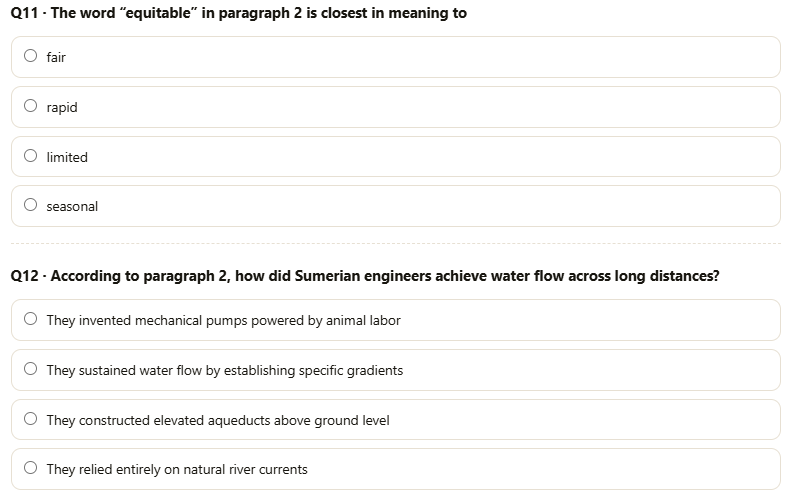 Q11 · The word “equitable” in paragraph 2 is closest in meaning to
fair
rapid
limited
seasonal
Q12 · According to paragraph 2, how did Sumerian engineers achieve water flow across long distances?
They invented mechanical pumps powered by animal labor
They sustained water flow by establishing specific gradients
They constructed elevated aqueducts above ground level
They relied entirely on natural river currents